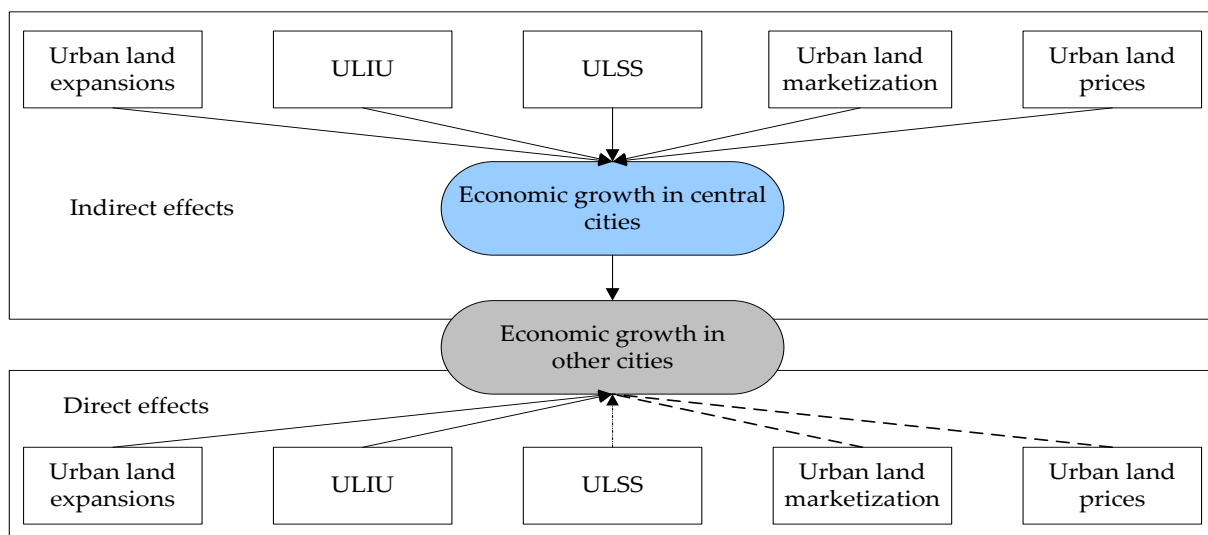 Urban land
expansions
ULIU
ULSS
Urban land
marketization
Urban land
prices
Economic growth in central
cities
Indirect effects
Economic growth in
other cities
Direct effects
Urban land
expansions
ULIU
ULSS
Urban land
marketization
Urban land
prices